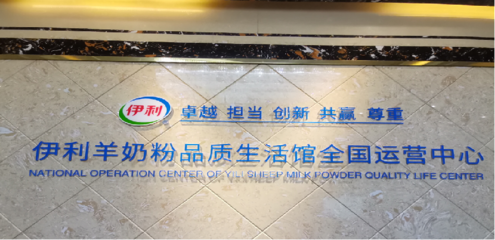 伊利 卓越 担当 创新 共赢 尊重
伊利羊奶粉品质生活馆全国运营中心
NATIONAL OPERATION CENTER OF YILI SHEEP MILK POWDER QUALITY LIFE CENTER